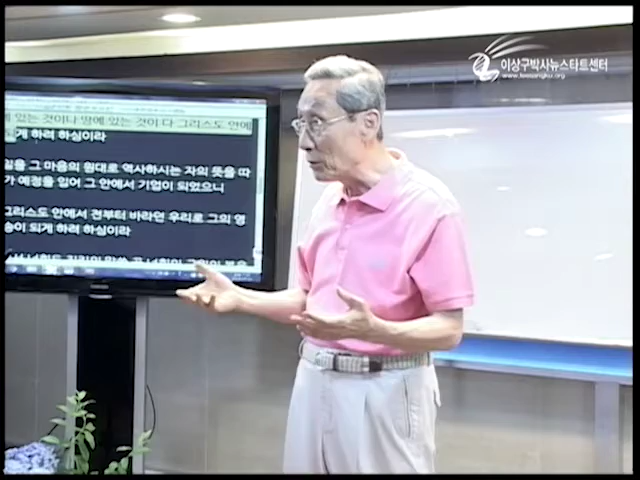 이상구박사뉴스타트센터
www.leesangku.org
에 있는 것이나 땅에 있는 것이 다 그리스도 안에
게 하려 하심이라
일을 그 마음의 원대로 역사하시는 자의 뜻을 따
가 예정을 입어 그 안에서 기업이 되었으니
그리스도 안에서 전부터 바라던 우리로 그의 영
송이 되게 하려 하심이라